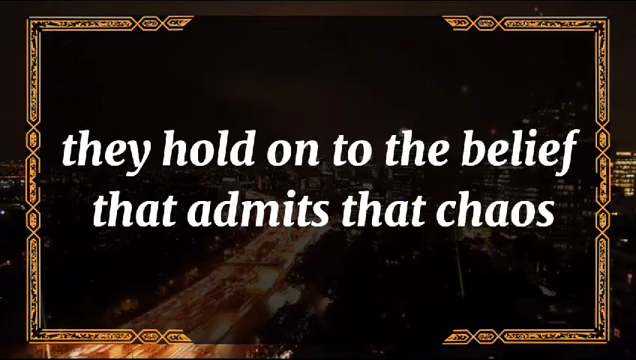 they hold on to the belief
that admits that chaos